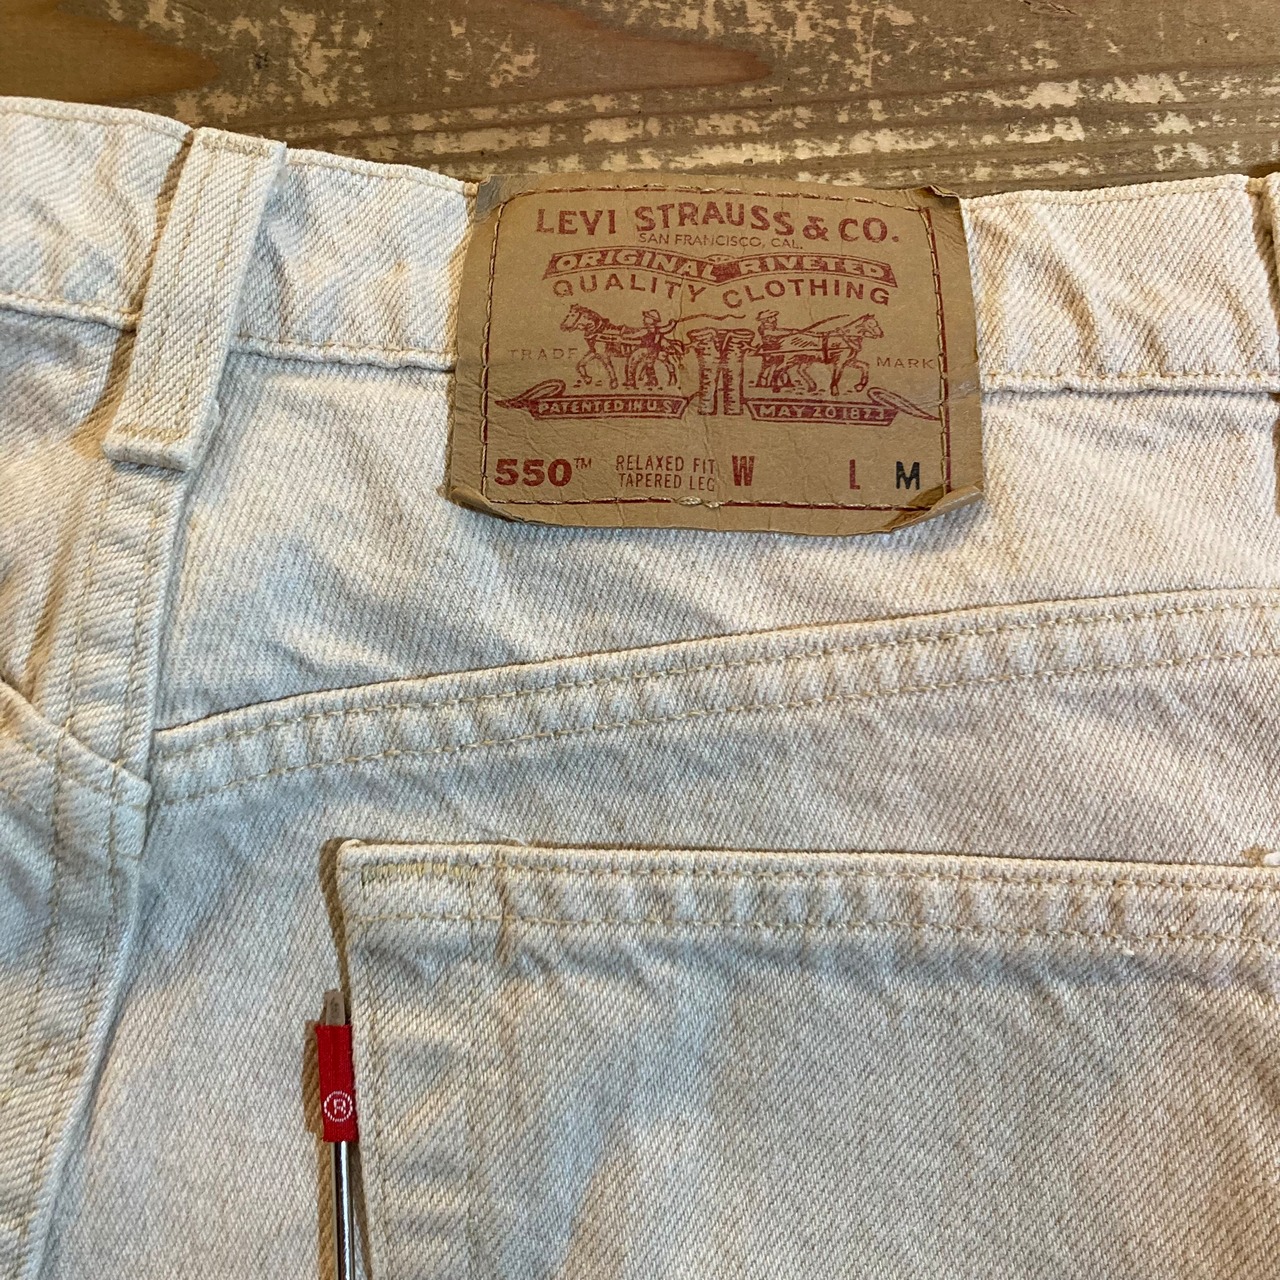 LEVI STRAUSS & CO.
SAN FRANCISCO, CAL.
ORIGINAL RIVETED
QUALITY CLOTHING
TRADE MARK
PATENTED IN U.S. MAY 20 1873
550™ RELAXED FIT W L M
TAPERED LEG
®